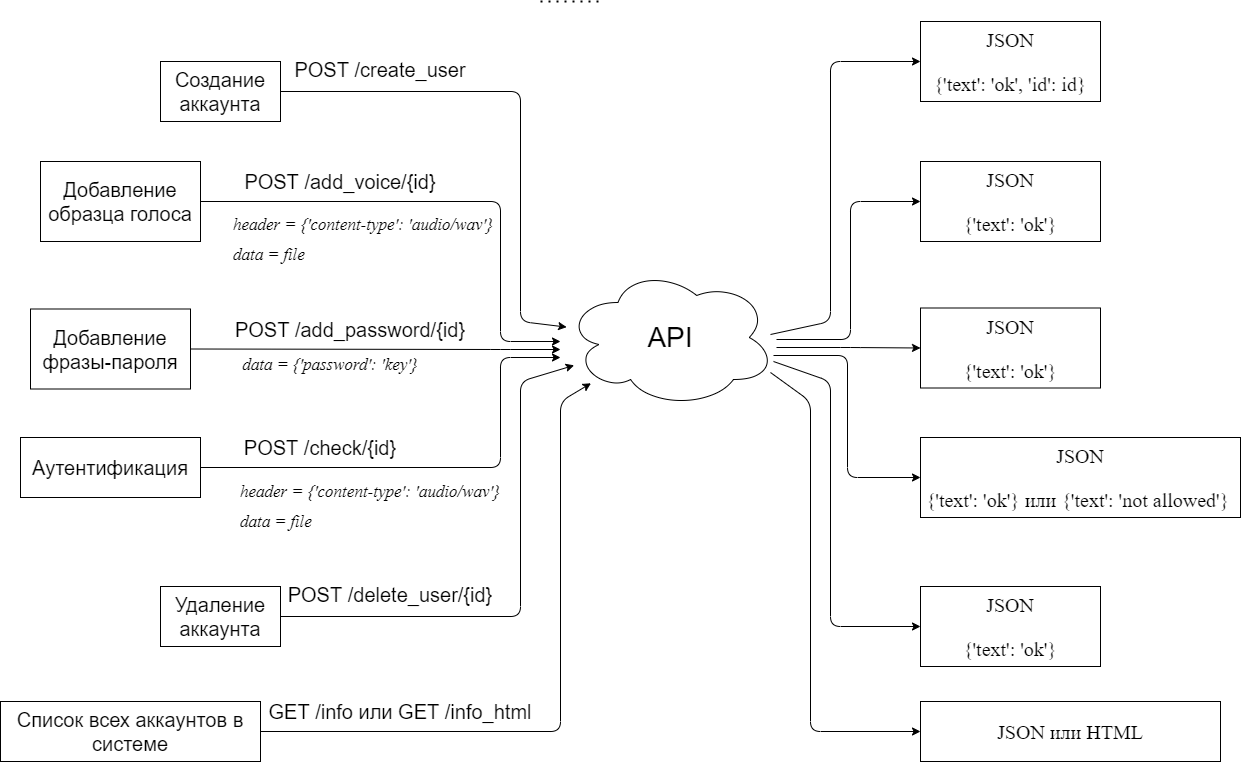 Создание
аккаунта
POST /create_user
JSON
{'text': 'ok', 'id': id}
Добавление
образца голоса
POST /add_voice/{id}
header = {'content-type': 'audio/wav'}
data = file
JSON
{'text': 'ok'}
API
Добавление
фразы-пароля
POST /add_password/{id}
data = {'password': 'key'}
JSON
{'text': 'ok'}
Аутентификация
POST /check/{id}
header = {'content-type': 'audio/wav'}
data = file
JSON
{'text': 'ok'} или {'text': 'not allowed'}
Удаление
аккаунта
POST /delete_user/{id}
JSON
{'text': 'ok'}
Список всех аккаунтов в
системе
GET /info или GET /info_html
JSON или HTML